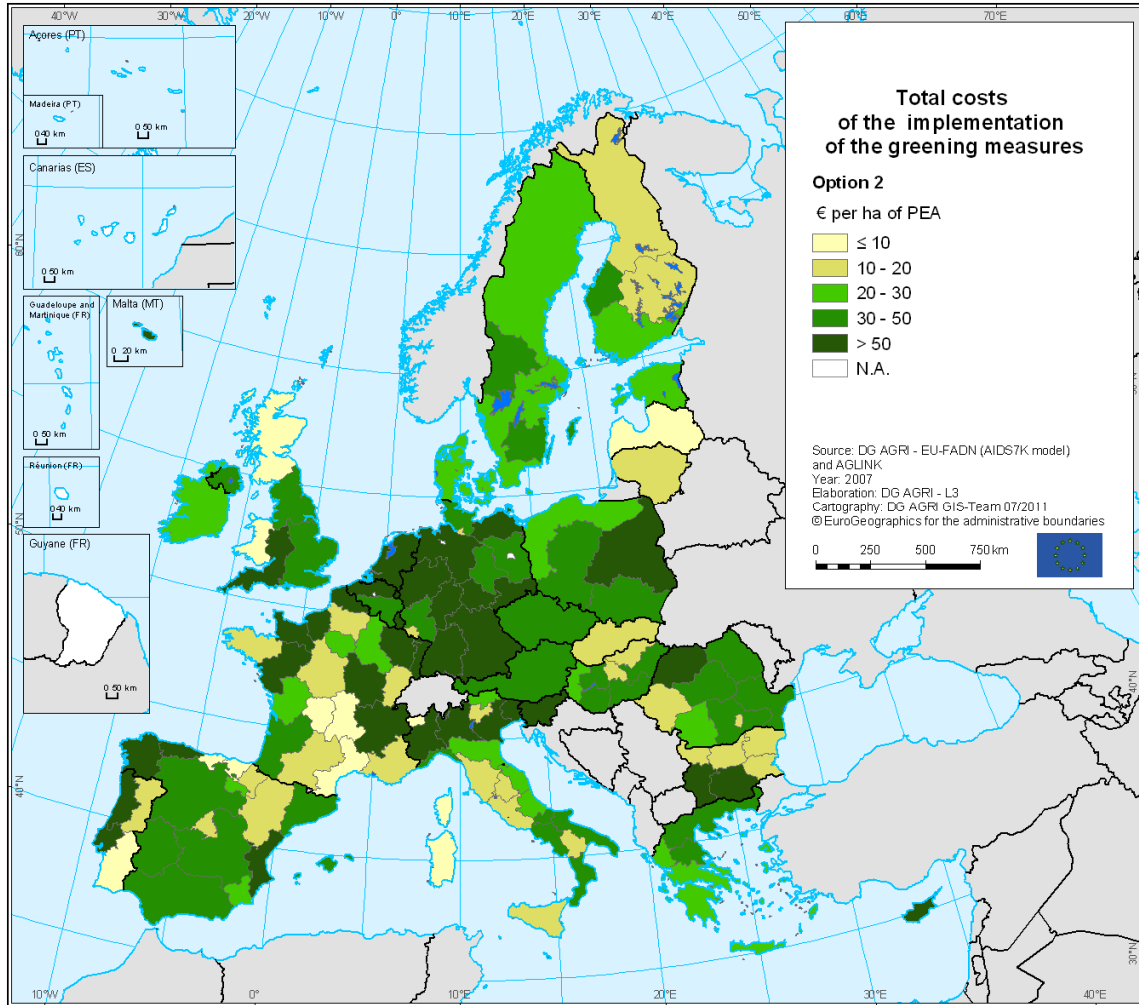 40°W
30°W
20°W
10°W
0°
10°E
20°E
30°E
40°E
50°E
60°E
70°E
Açores (PT)
Madeira (PT)
0 40 km
0 50 km
Canarias (ES)
0 50 km
Guadeloupe and
Martinique (FR)
0 50 km
Malta (MT)
0 20 km
Réunion (FR)
0 40 km
Guyane (FR)
0 50 km
Total costs
of the implementation
of the greening measures
Option 2
€ per ha of PEA
≤ 10
10 - 20
20 - 30
30 - 50
> 50
N.A.
Source: DG AGRI - EU-FADN (AIDS7K model)
and AGLINK
Year: 2007
Elaboration: DG AGRI - L3
Cartography: DG AGRI GIS-Team 07/2011
© EuroGeographics for the administrative boundaries
0 250 500 750 km
60°N
50°N
40°N
40°N
30°N
10°W
0°
10°E
20°E
30°E
40°E